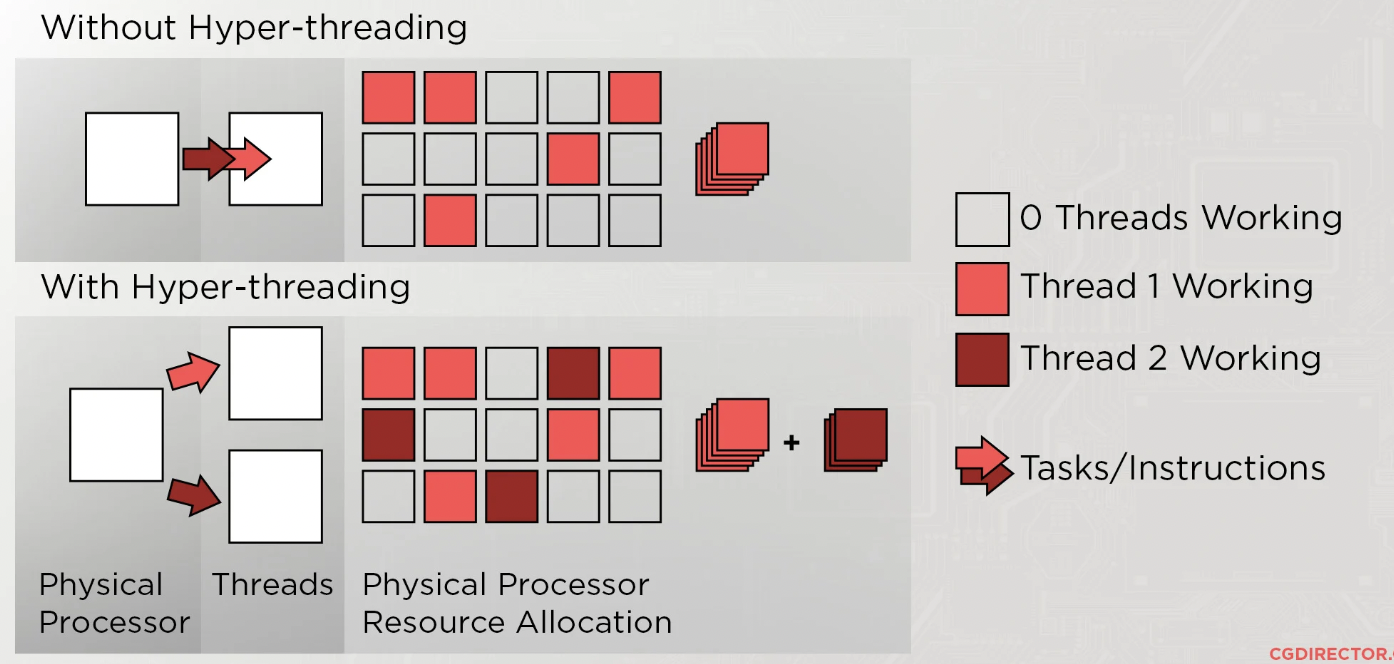 Without Hyper-threading
0 Threads Working
Thread 1 Working
With Hyper-threading
Thread 2 Working
+
Tasks/Instructions
Physical
Processor
Threads
Physical Processor
Resource Allocation
CGDIRECTOR.